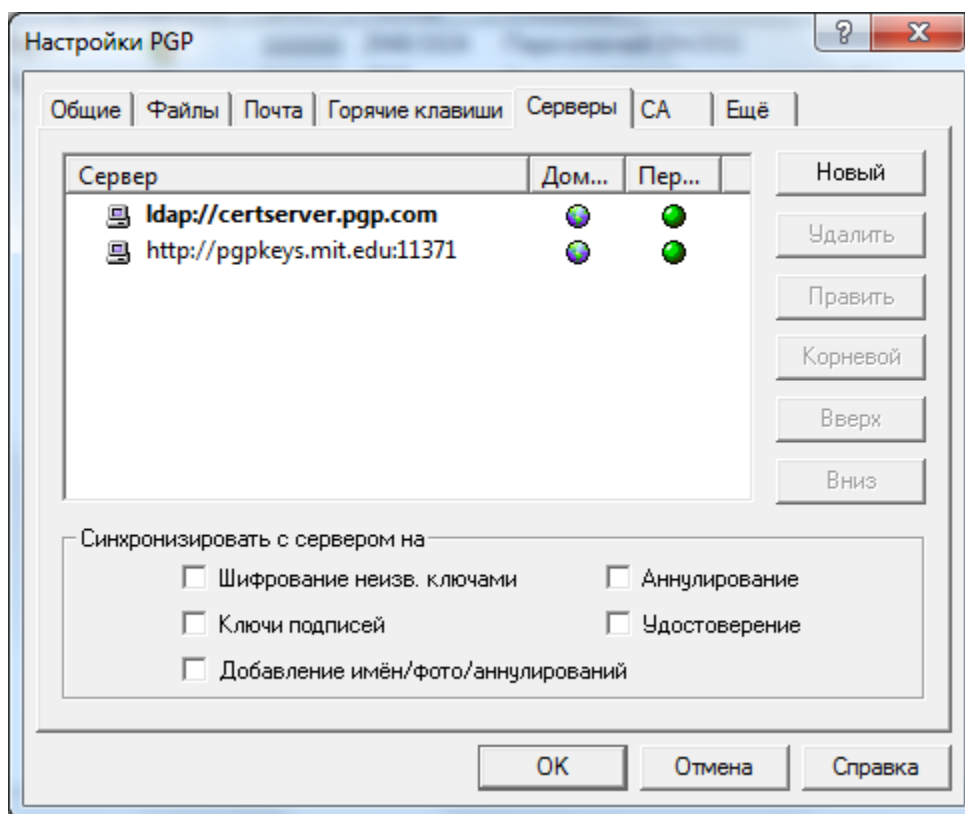 Настройки PGP
Общие Файлы Почта Горячие клавиши Серверы CA Ещё
Сервер Дом... Пер...
ldap://certserver.pgp.com
http://pgpkeys.mit.edu:11371
Новый
Удалить
Править
Корневой
Вверх
Вниз
Синхронизировать с сервером на
Шифрование неизв. ключами Аннулирование
Ключи подписей Удостоверение
Добавление имён/фото/аннулирований
OK Отмена Справка